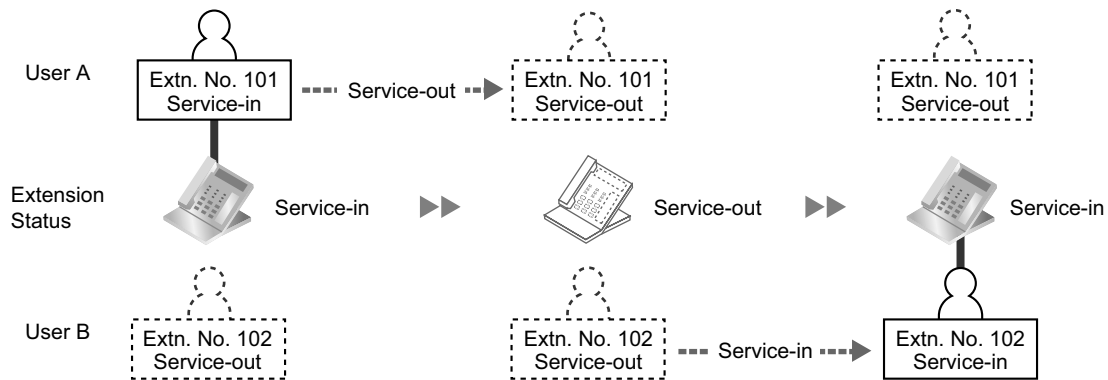 User A
Extn. No. 101
Service-in
Service-out
Extn. No. 101
Service-out
Extn. No. 101
Service-out
Extension
Status
Service-in
Service-out
Service-in
User B
Extn. No. 102
Service-out
Extn. No. 102
Service-out
Service-in
Extn. No. 102
Service-in